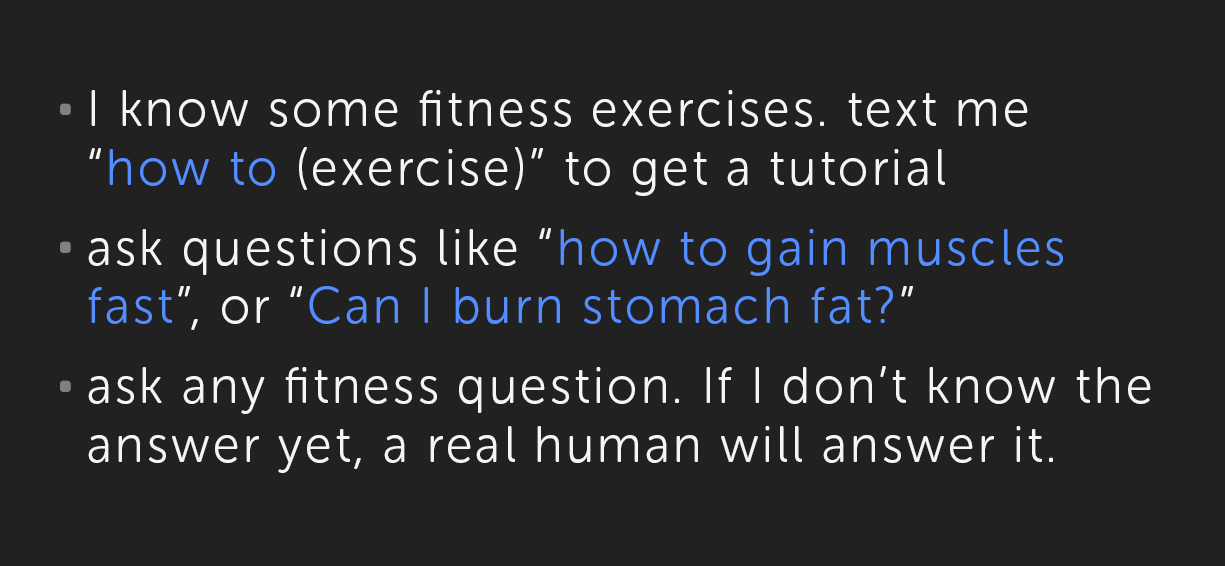 ▪ I know some fitness exercises. text me
“how to (exercise)” to get a tutorial
▪ ask questions like “how to gain muscles
fast”, or “Can I burn stomach fat?”
▪ ask any fitness question. If I don’t know the
answer yet, a real human will answer it.